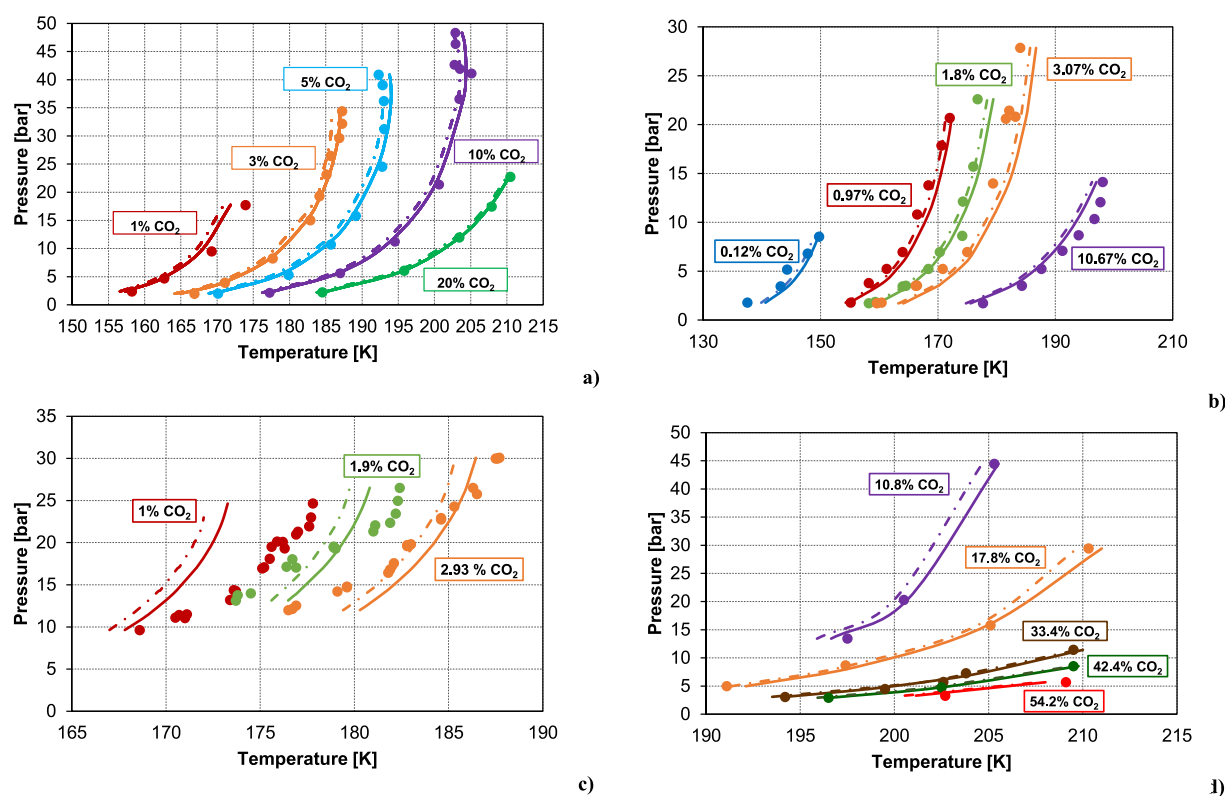 50
45
40
35
30
25
20
15
10
5
0
Pressure [bar]
5% CO2
3% CO2
10% CO2
1% CO2
20% CO2
150 155 160 165 170 175 180 185 190 195 200 205 210 215
Temperature [K]
a)
30
25
20
15
10
5
0
Pressure [bar]
1.8% CO2
3.07% CO2
0.97% CO2
0.12% CO2
10.67% CO2
130 150 170 190 210
Temperature [K]
b)
35
30
25
20
15
10
5
0
Pressure [bar]
1.9% CO2
1% CO2
2.93 % CO2
165 170 175 180 185 190
Temperature [K]
c)
50
45
40
35
30
25
20
15
10
5
0
Pressure [bar]
10.8% CO2
17.8% CO2
33.4% CO2
42.4% CO2
54.2% CO2
190 195 200 205 210 215
Temperature [K]
d)